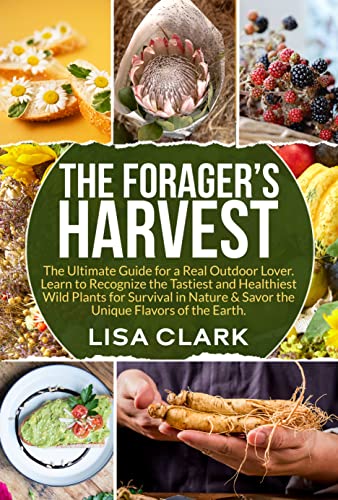 THE FORAGER'S
HARVEST
The Ultimate Guide for a Real Outdoor Lover.
Learn to Recognize the Tastiest and Healthiest
Wild Plants for Survival in Nature & Savor the
Unique Flavors of the Earth.
LISA CLARK